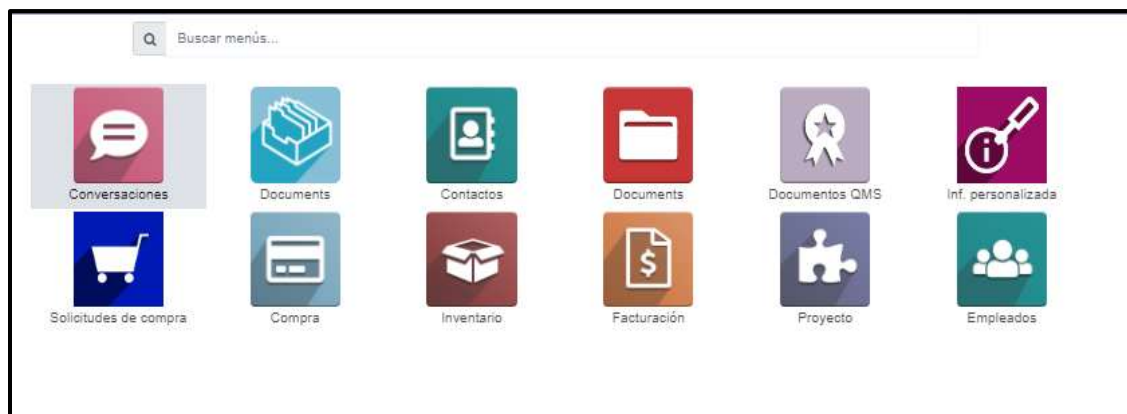 Buscar menús...
Conversaciones
Documents
Contactos
Documents
Documentos QMS
Inf. personalizada
Solicitudes de compra
Compra
Inventario
Facturación
Proyecto
Empleados